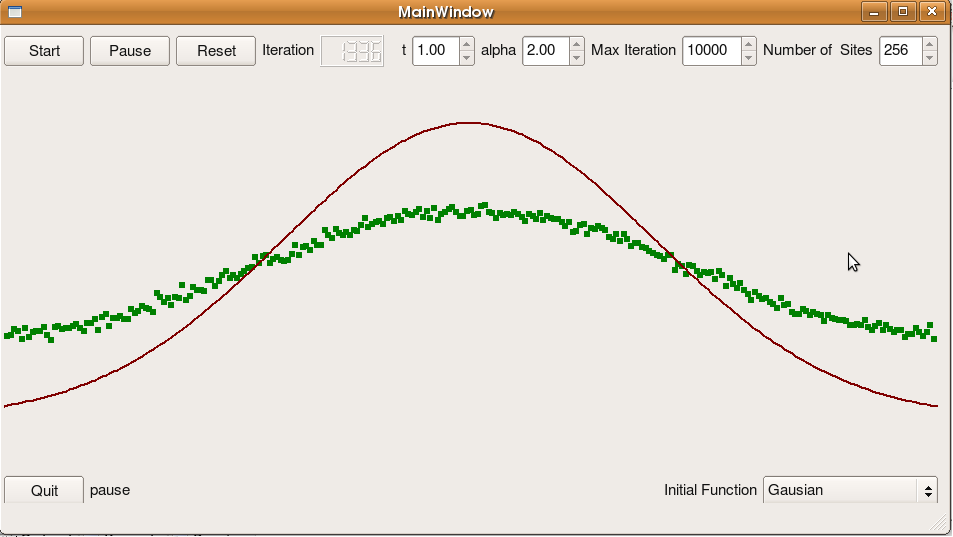 MainWindow
Start Pause Reset Iteration t 1.00 alpha 2.00 Max Iteration 10000 Number of Sites 256
Quit pause Initial Function Gausian